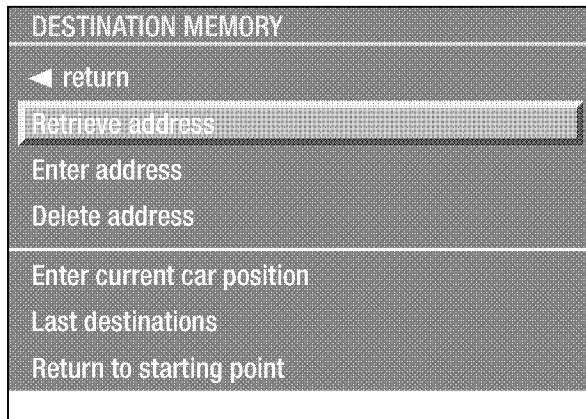 DESTINATION MEMORY
◄ return
Retrieve address
Enter address
Delete address
Enter current car position
Last destinations
Return to starting point